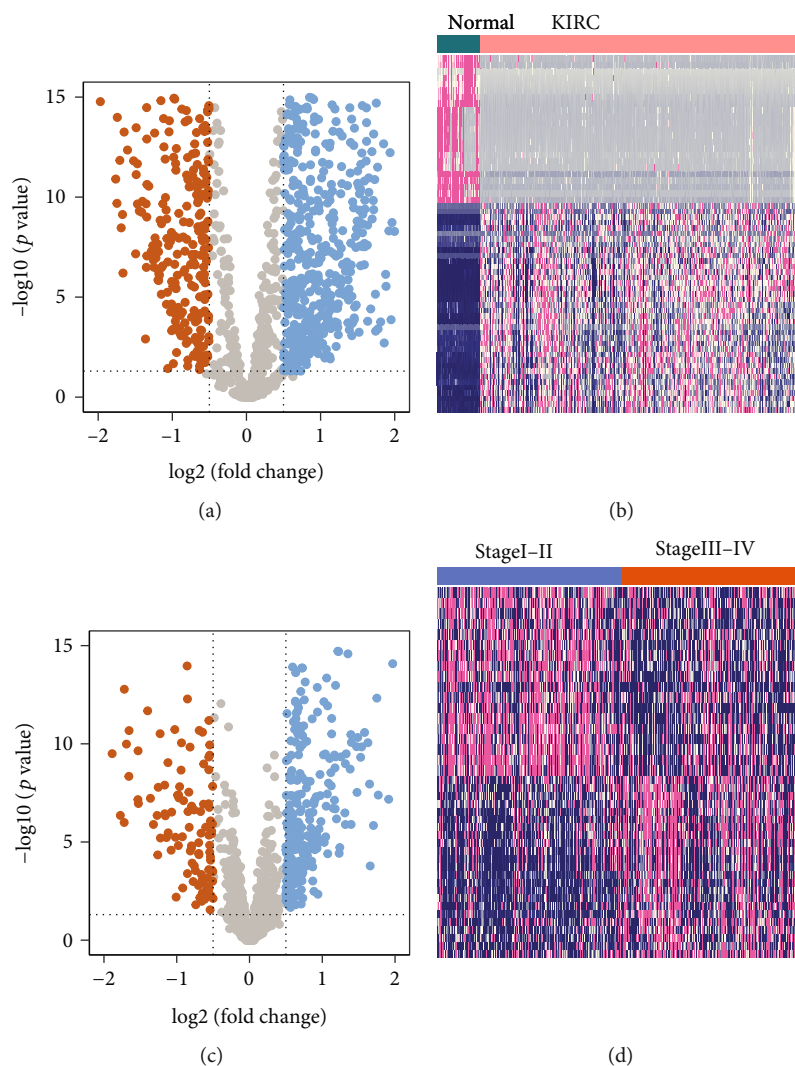 Normal KIRC
15
10
5
0
−log10 (p value)
−2 −1 0 1 2
log2 (fold change)
(a)
(b)
StageI–II StageIII–IV
15
10
5
0
−log10 (p value)
−2 −1 0 1 2
log2 (fold change)
(c)
(d)